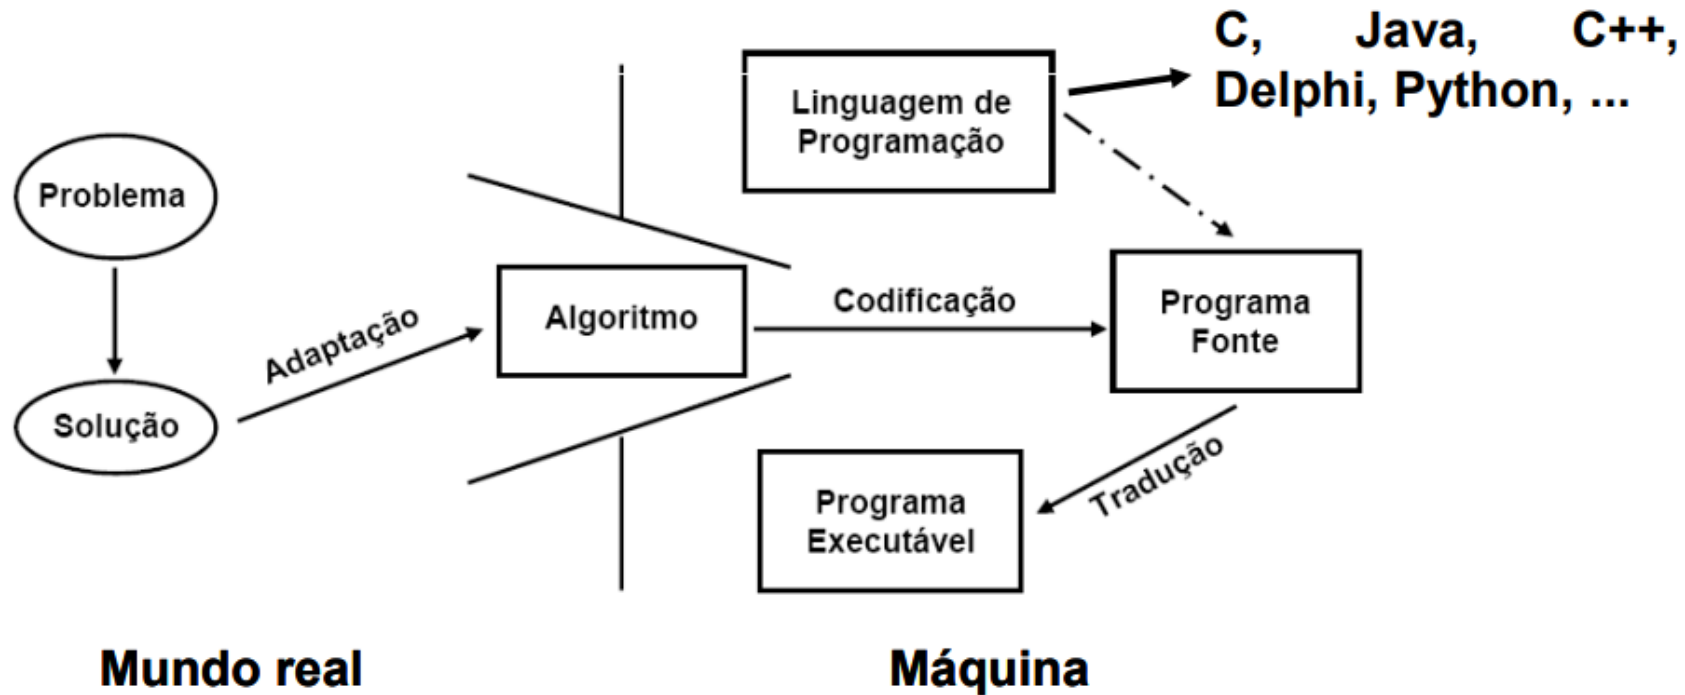 C, Java, C++,
Delphi, Python, ...
Linguagem de
Programação
Problema
Adaptação
Algoritmo
Codificação
Programa
Fonte
Solução
Tradução
Programa
Executável
Mundo real
Máquina